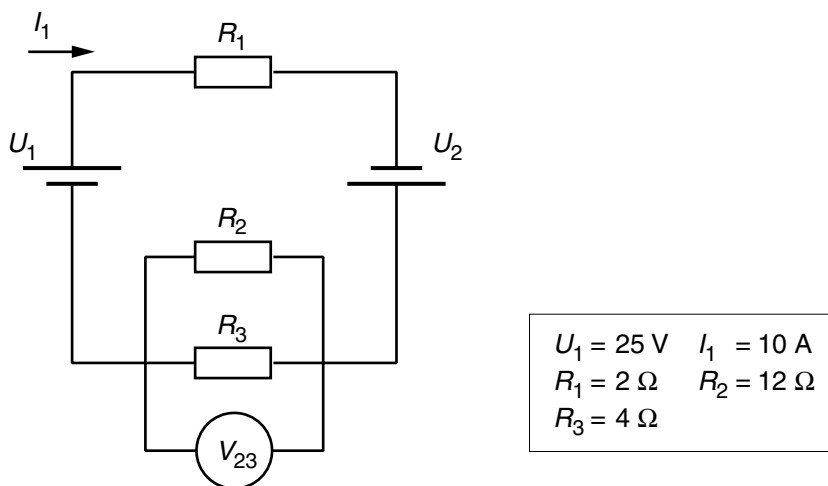 I₁
R₁
U₁
U₂
R₂
R₃
V₂₃
U₁ = 25 V I₁ = 10 A
R₁ = 2 Ω R₂ = 12 Ω
R₃ = 4 Ω